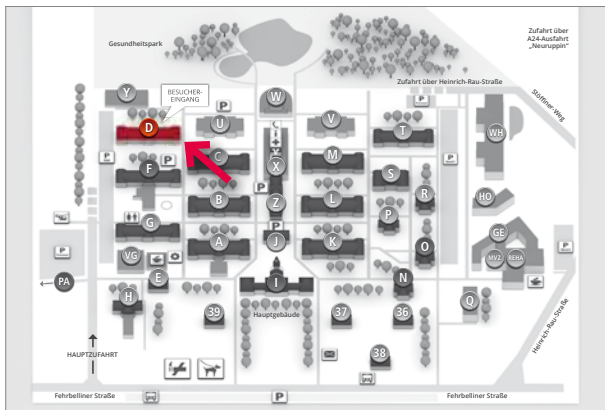 Gesundheitspark
Zufahrt über
A24-Ausfahrt
„Neuruppin“
Zufahrt über Heinrich-Rau-Straße
Stöffiner-Weg
Y
BESUCHER-
EINGANG
P
W
D
U
V
T
WH
P
F
P
C
X
M
S
P
R
HO
B
P
Z
L
P
G
A
P
J
K
O
GE
MVZ
REHA
P
P
VG
PA
E
I
N
H
39
Hauptgebäude
37
36
Q
38
HAUPTZUFAHRT
Heinrich-Rau-Straße
Fehrbelliner Straße
P
Fehrbelliner Straße